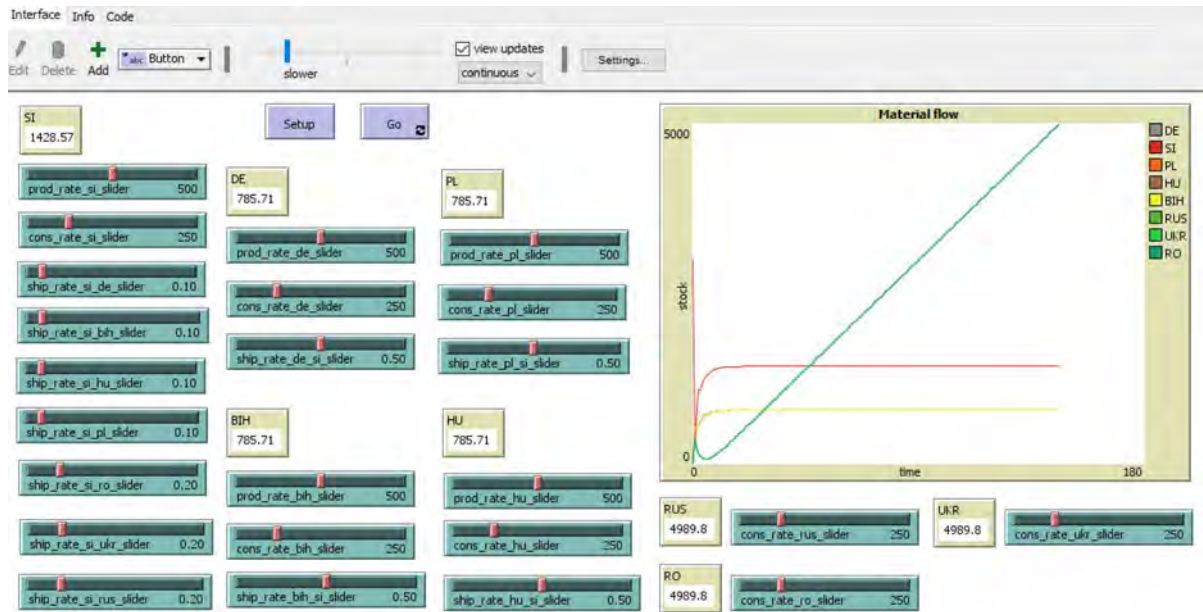 Interface Info Code
Edit Delete Add abc Button
slower
view updates
continuous
Settings...
SI
1428.57
Setup
Go
prod_rate_si_slider 500
cons_rate_si_slider 250
ship_rate_si_de_slider 0.10
ship_rate_si_bih_slider 0.10
ship_rate_si_hu_slider 0.10
ship_rate_si_pl_slider 0.10
ship_rate_si_ro_slider 0.20
ship_rate_si_ukr_slider 0.20
ship_rate_si_rus_slider 0.20
DE
785.71
prod_rate_de_slider 500
cons_rate_de_slider 250
ship_rate_de_si_slider 0.50
BIH
785.71
prod_rate_bih_slider 500
cons_rate_bih_slider 250
ship_rate_bih_si_slider 0.50
PL
785.71
prod_rate_pl_slider 500
cons_rate_pl_slider 250
ship_rate_pl_si_slider 0.50
HU
785.71
prod_rate_hu_slider 500
cons_rate_hu_slider 250
ship_rate_hu_si_slider 0.50
Material flow
5000
stock
0
0 time 180
DE
SI
PL
HU
BIH
RUS
UKR
RO
RUS
4989.8
cons_rate_rus_slider 250
UKR
4989.8
cons_rate_ukr_slider 250
RO
4989.8
cons_rate_ro_slider 250